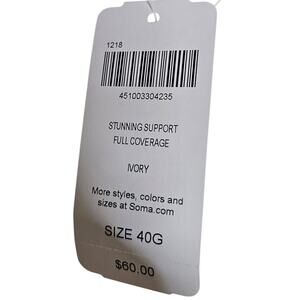 1218
451003304235
STUNNING SUPPORT
FULL COVERAGE
IVORY
More styles, colors and
sizes at Soma.com
SIZE 40G
$60.00